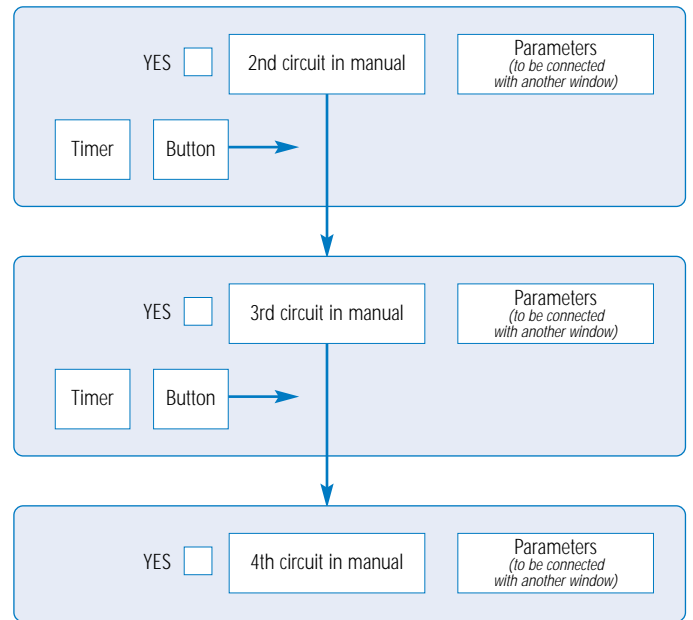 YES
2nd circuit in manual
Parameters
(to be connected
with another window)
Timer
Button
YES
3rd circuit in manual
Parameters
(to be connected
with another window)
Timer
Button
YES
4th circuit in manual
Parameters
(to be connected
with another window)